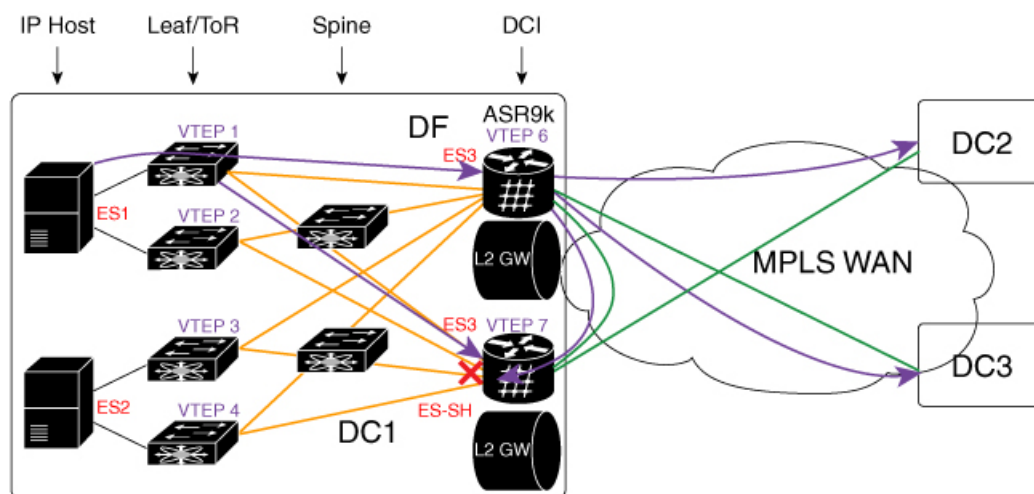 IP Host
Leaf/ToR
Spine
DCI
ASR9k
VTEP 6
VTEP 1
DF
ES3
DC2
ES1
VTEP 2
L2 GW
MPLS WAN
VTEP 3
ES3
VTEP 7
DC3
ES2
VTEP 4
ES-SH
DC1
L2 GW